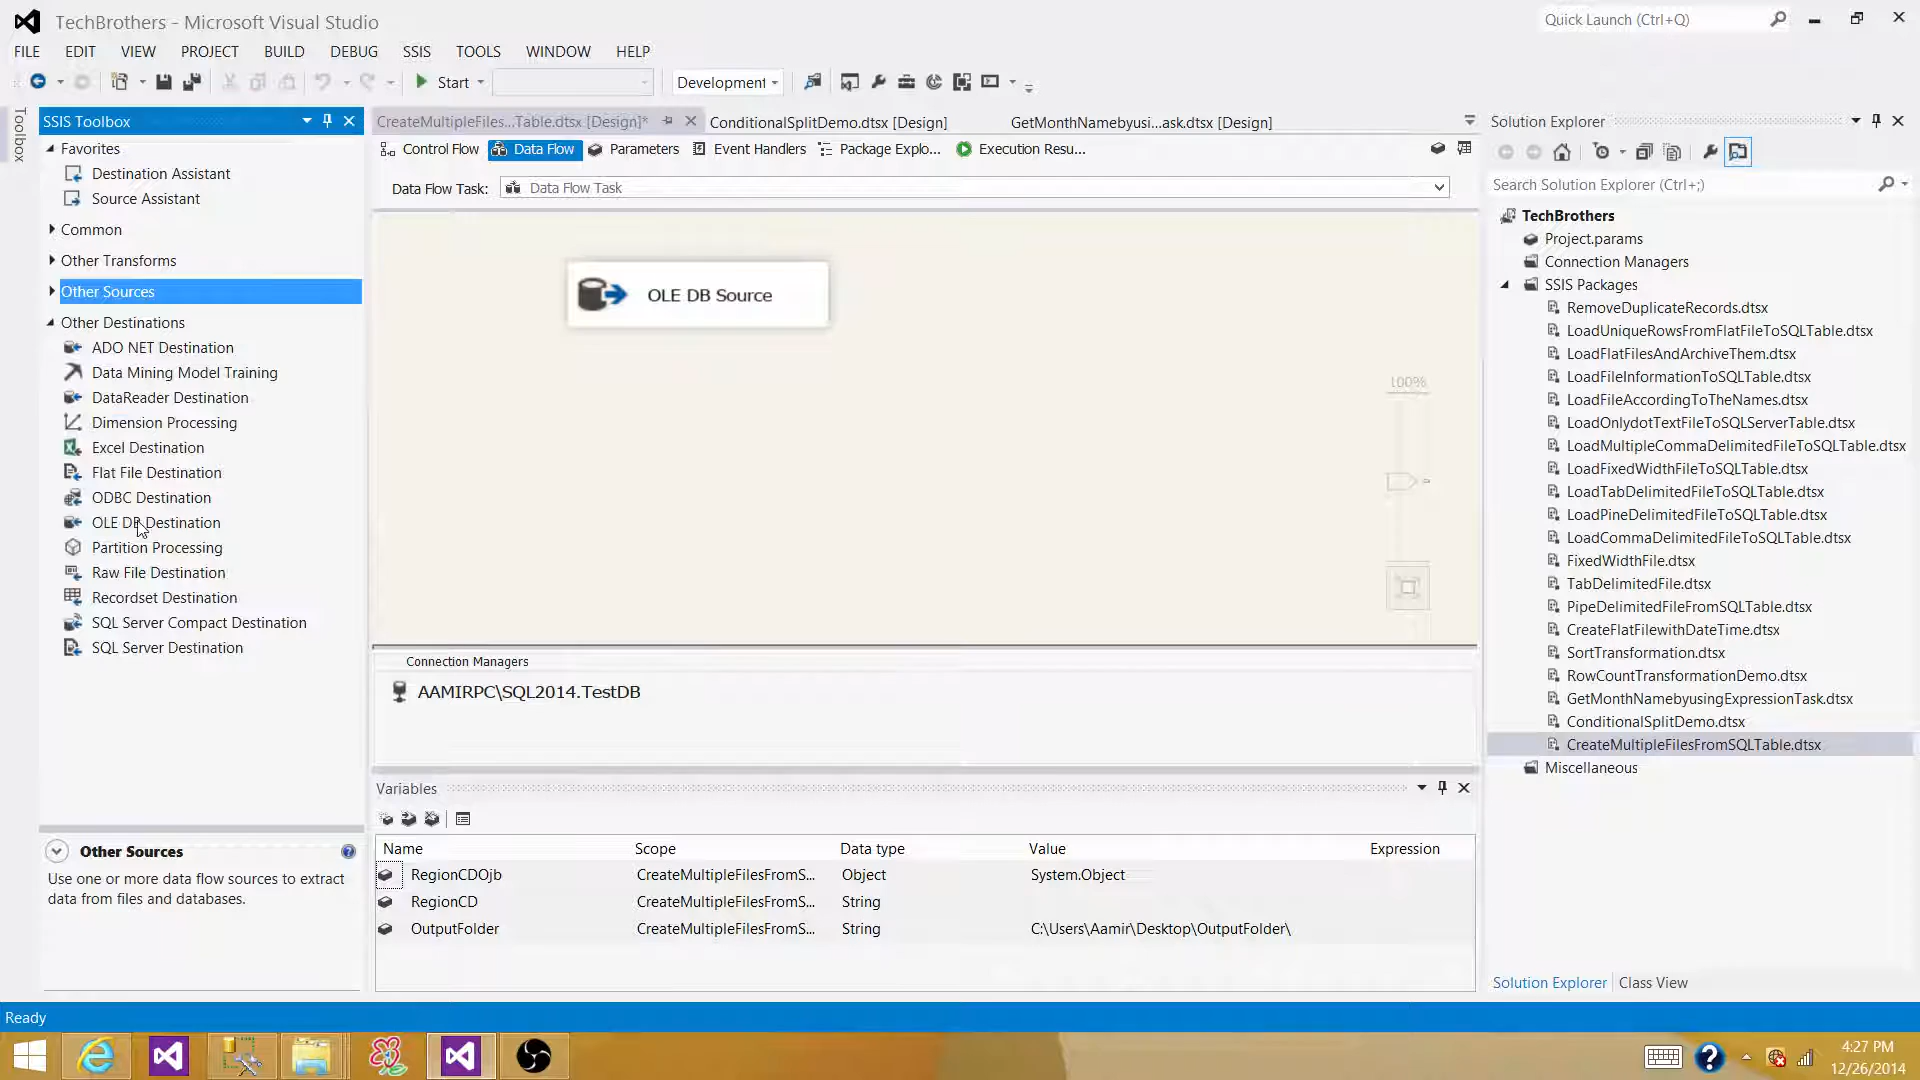 TechBrothers - Microsoft Visual Studio
Quick Launch (Ctrl+Q)
FILE EDIT VIEW PROJECT BUILD DEBUG SSIS TOOLS WINDOW HELP
Start
Development
Toolbox
SSIS Toolbox
Favorites
Destination Assistant
Source Assistant
Common
Other Transforms
Other Sources
Other Destinations
ADO NET Destination
Data Mining Model Training
DataReader Destination
Dimension Processing
Excel Destination
Flat File Destination
ODBC Destination
OLE DB Destination
Partition Processing
Raw File Destination
Recordset Destination
SQL Server Compact Destination
SQL Server Destination
Other Sources
Use one or more data flow sources to extract
data from files and databases.
CreateMultipleFiles...Table.dtsx [Design]*
ConditionalSplitDemo.dtsx [Design]
GetMonthNamebyusi...ask.dtsx [Design]
Control Flow Data Flow Parameters Event Handlers Package Explo... Execution Resu...
Data Flow Task: Data Flow Task
OLE DB Source
100%
Connection Managers
AAMIRPC\SQL2014.TestDB
Variables
Name Scope Data type Value Expression
RegionCDOjb CreateMultipleFilesFromS... Object System.Object
RegionCD CreateMultipleFilesFromS... String
OutputFolder CreateMultipleFilesFromS... String C:\Users\Aamir\Desktop\OutputFolder\
Solution Explorer
Search Solution Explorer (Ctrl+;)
TechBrothers
Project.params
Connection Managers
SSIS Packages
RemoveDuplicateRecords.dtsx
LoadUniqueRowsFromFlatFileToSQLTable.dtsx
LoadFlatFilesAndArchiveThem.dtsx
LoadFileInformationToSQLTable.dtsx
LoadFileAccordingToTheNames.dtsx
LoadOnlydotTextFileToSQLServerTable.dtsx
LoadMultipleCommaDelimitedFileToSQLTable.dtsx
LoadFixedWidthFileToSQLTable.dtsx
LoadTabDelimitedFileToSQLTable.dtsx
LoadPineDelimitedFileToSQLTable.dtsx
LoadCommaDelimitedFileToSQLTable.dtsx
FixedWidthFile.dtsx
TabDelimitedFile.dtsx
PipeDelimitedFileFromSQLTable.dtsx
CreateFlatFilewithDateTime.dtsx
SortTransformation.dtsx
RowCountTransformationDemo.dtsx
GetMonthNamebyusingExpressionTask.dtsx
ConditionalSplitDemo.dtsx
CreateMultipleFilesFromSQLTable.dtsx
Miscellaneous
Solution Explorer Class View
Ready
4:27 PM
12/26/2014